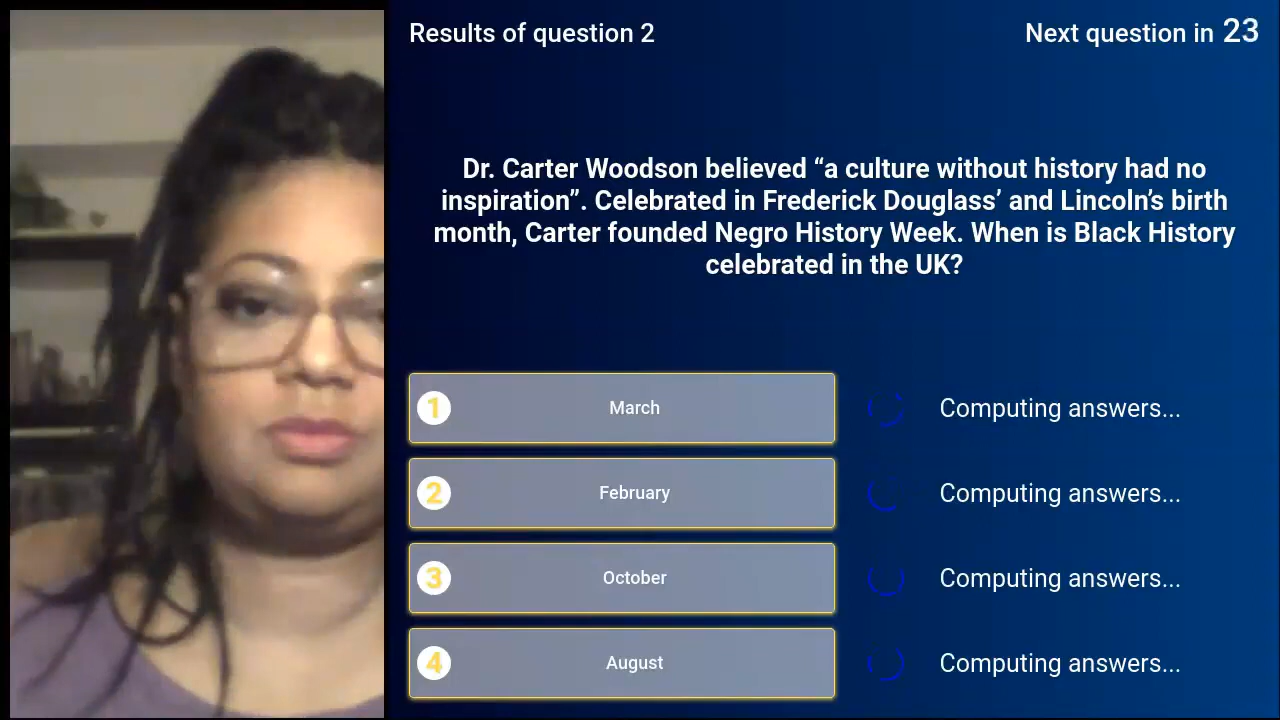 Results of question 2
Next question in 23
Dr. Carter Woodson believed “a culture without history had no
inspiration”. Celebrated in Frederick Douglass’ and Lincoln’s birth
month, Carter founded Negro History Week. When is Black History
celebrated in the UK?
1 March Computing answers...
2 February Computing answers...
3 October Computing answers...
4 August Computing answers...